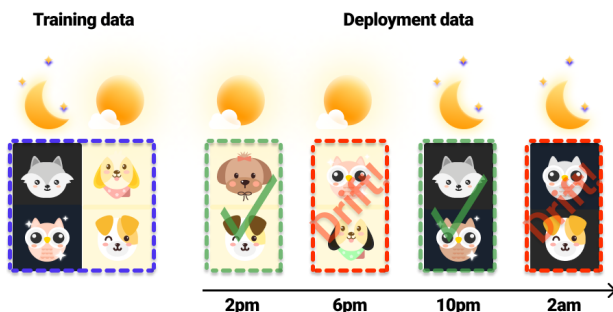 Training data
Deployment data
Drift!
Drift!
2pm
6pm
10pm
2am